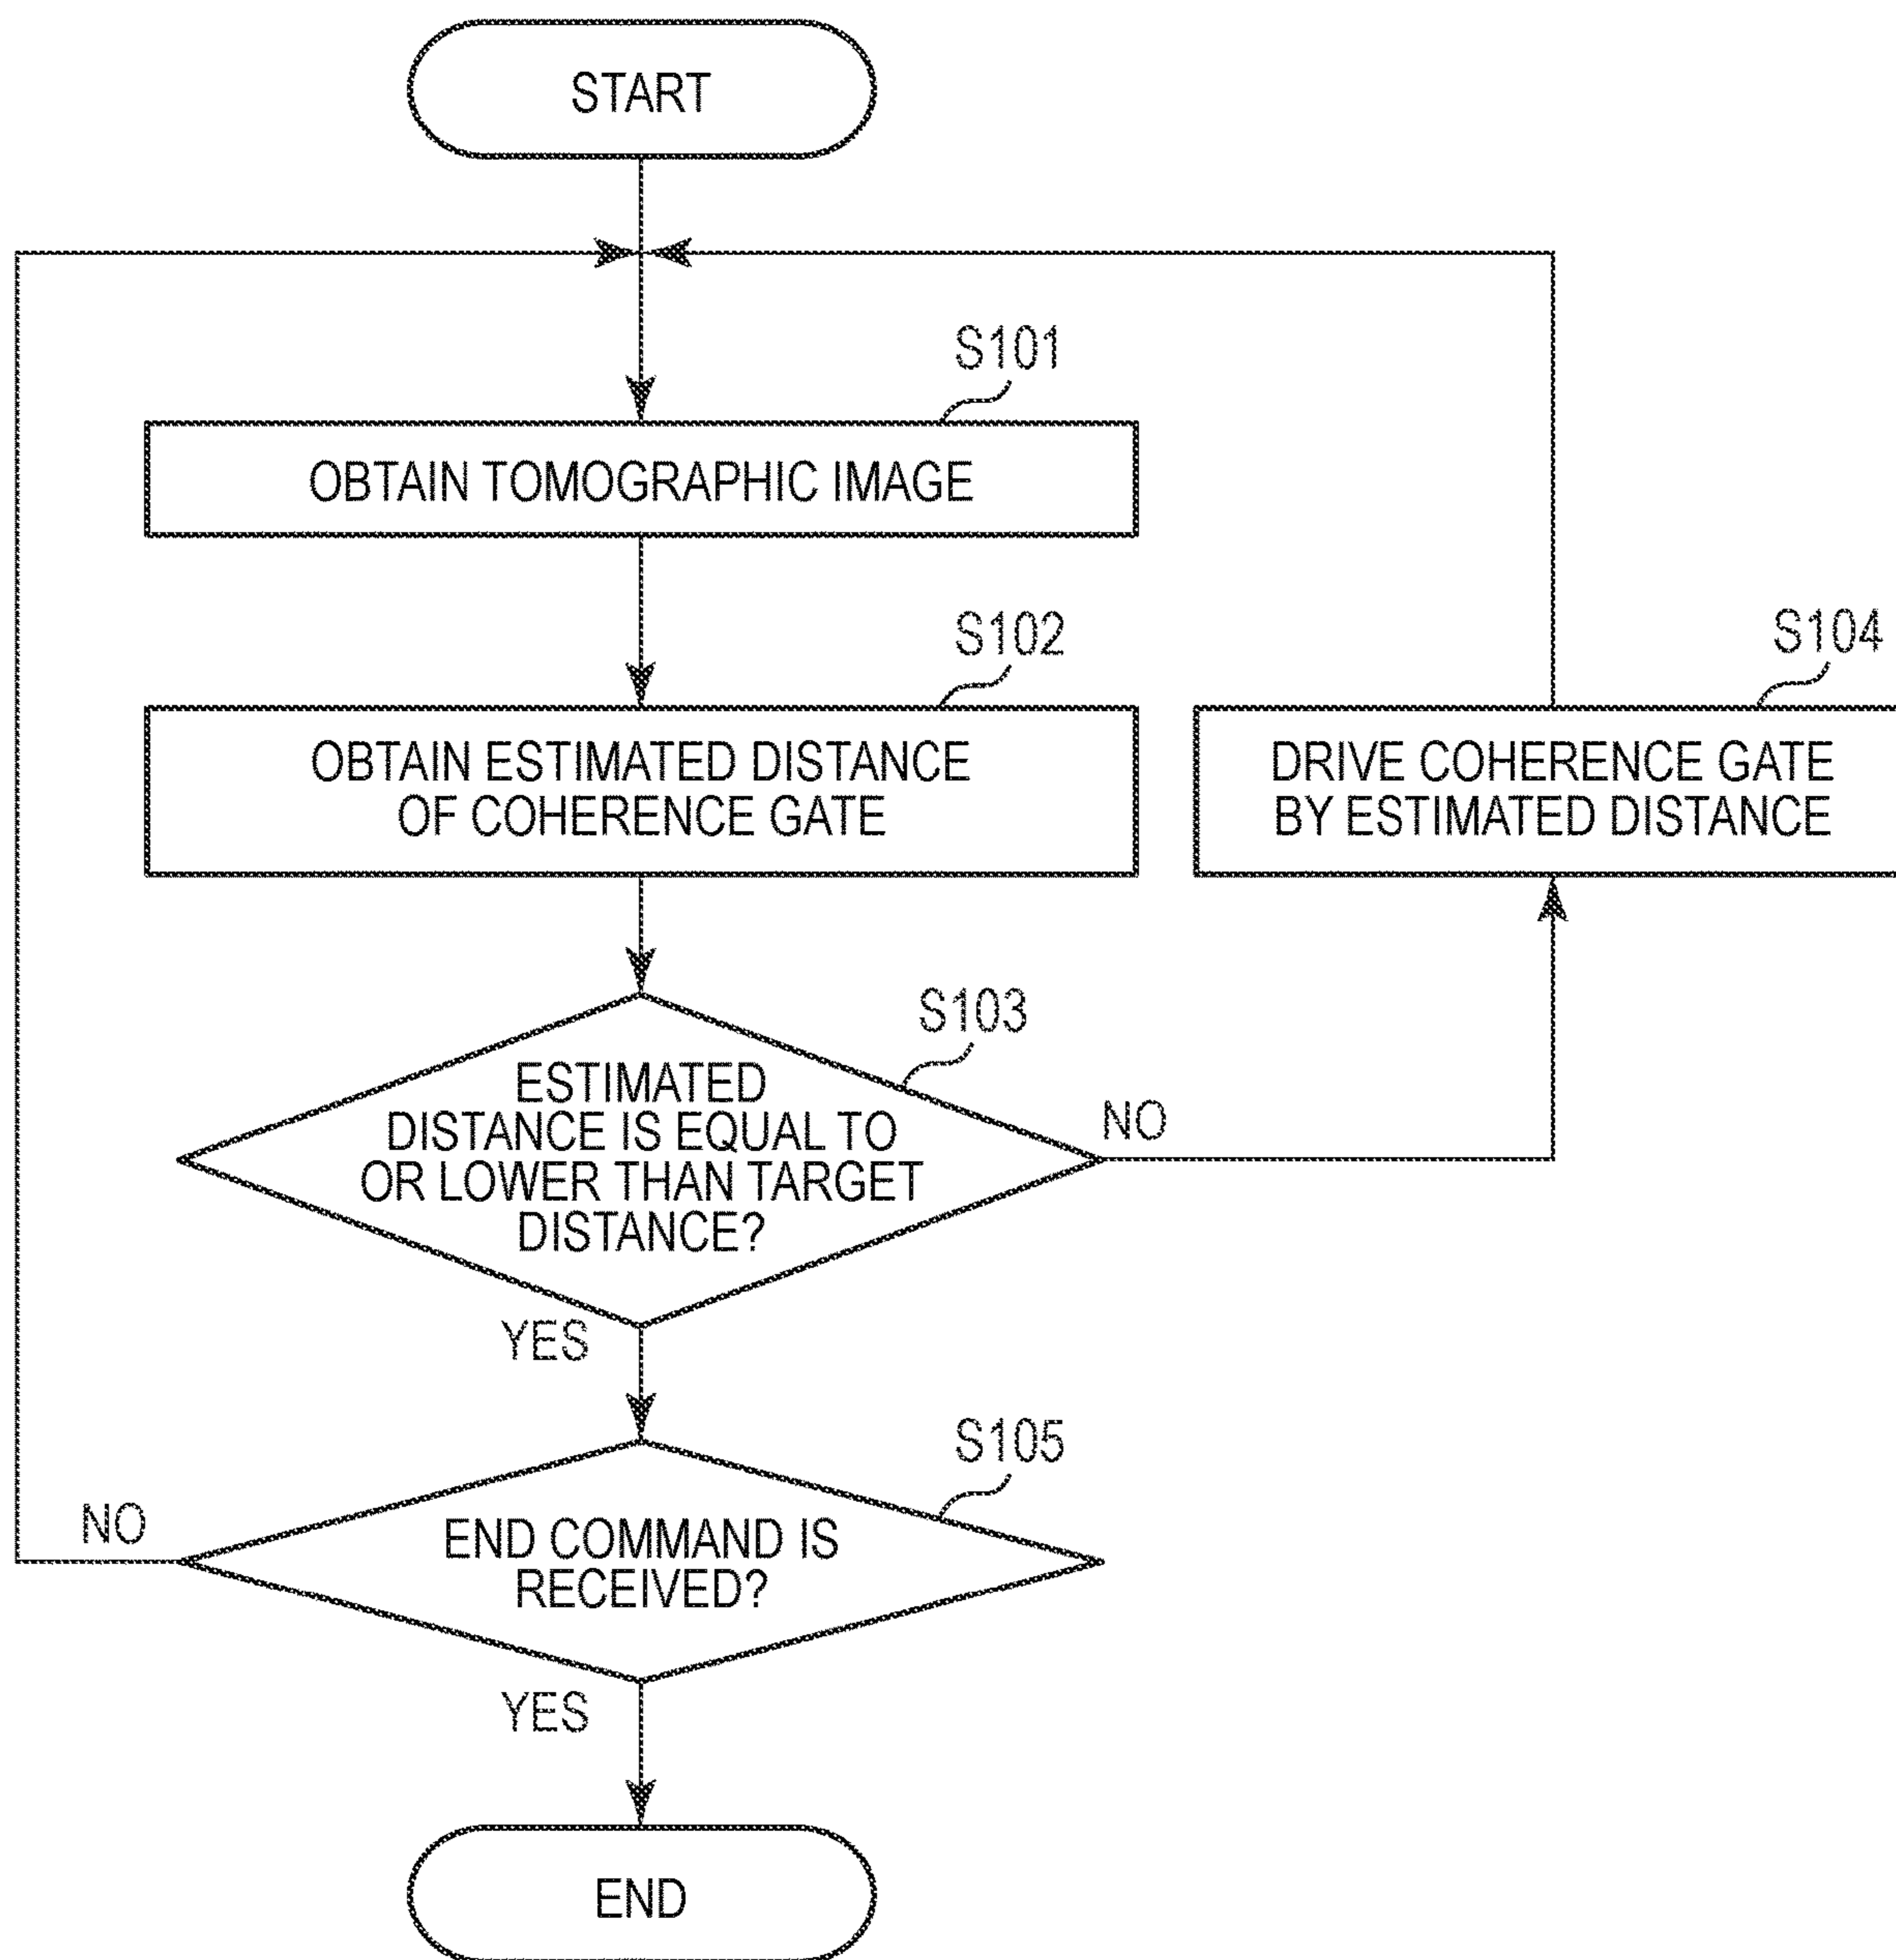 START
S101
OBTAIN TOMOGRAPHIC IMAGE
S102
OBTAIN ESTIMATED DISTANCE
OF COHERENCE GATE
S104
DRIVE COHERENCE GATE
BY ESTIMATED DISTANCE
S103
ESTIMATED
DISTANCE IS EQUAL TO
OR LOWER THAN TARGET
DISTANCE?
NO
YES
S105
END COMMAND IS
RECEIVED?
NO
YES
END